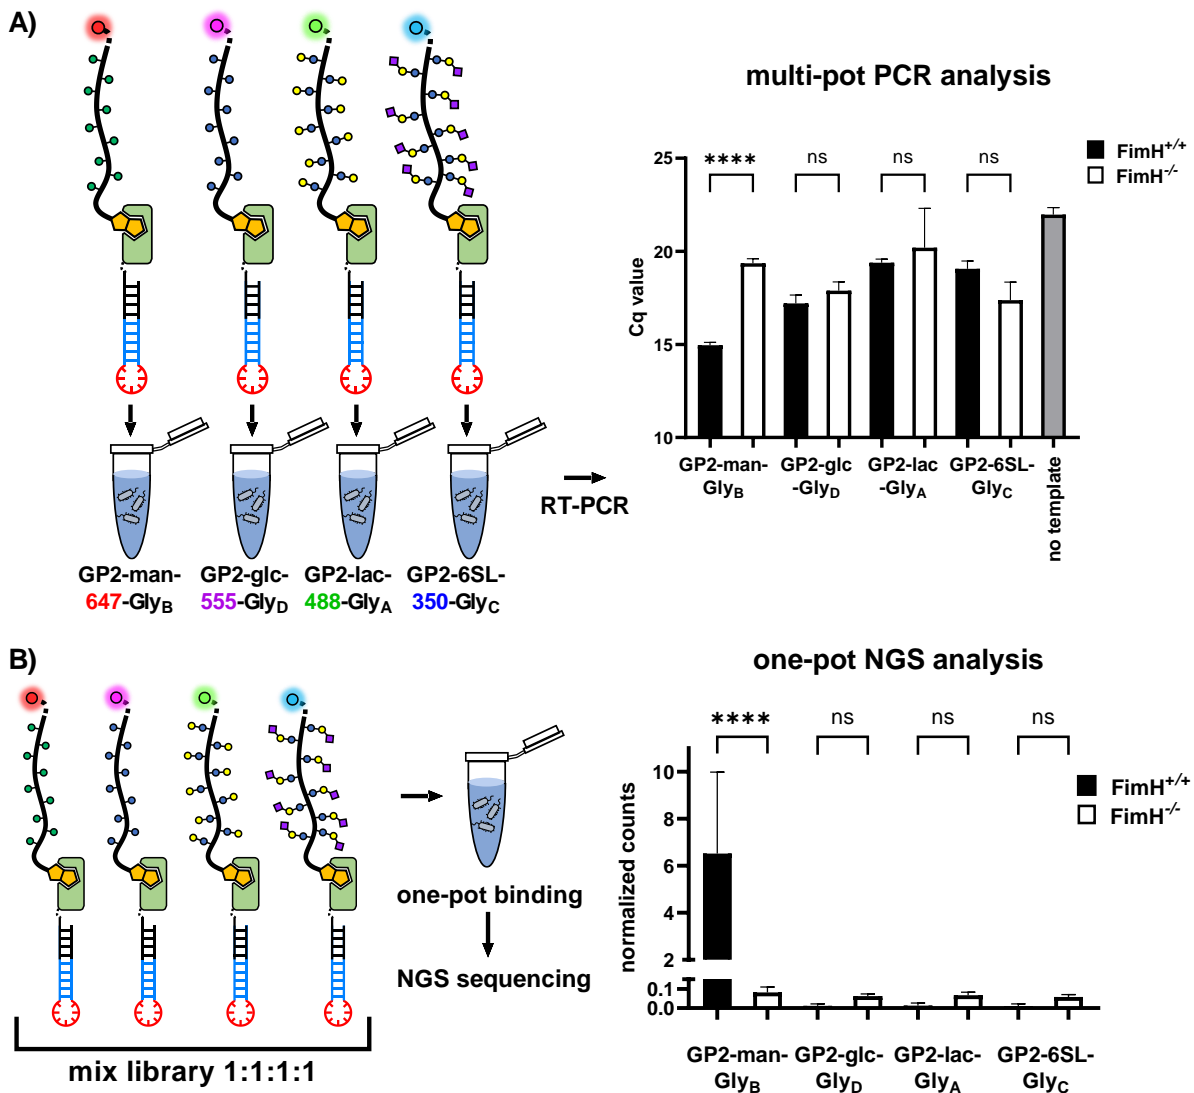 A)
multi-pot PCR analysis
FimH+/+
FimH-/-
Cq value
25
20
15
10
****
ns
ns
ns
GP2-man-
GlyB
GP2-glc
-GlyD
GP2-lac
-GlyA
GP2-6SL-
GlyC
no template
RT-PCR
GP2-man-
647-GlyB
GP2-glc-
555-GlyD
GP2-lac-
488-GlyA
GP2-6SL-
350-GlyC
B)
one-pot NGS analysis
one-pot binding
NGS sequencing
mix library 1:1:1:1
FimH+/+
FimH-/-
normalized counts
10
8
6
4
2
0.1
0.0
****
ns
ns
ns
GP2-man-
GlyB
GP2-glc-
GlyD
GP2-lac-
GlyA
GP2-6SL-
GlyC